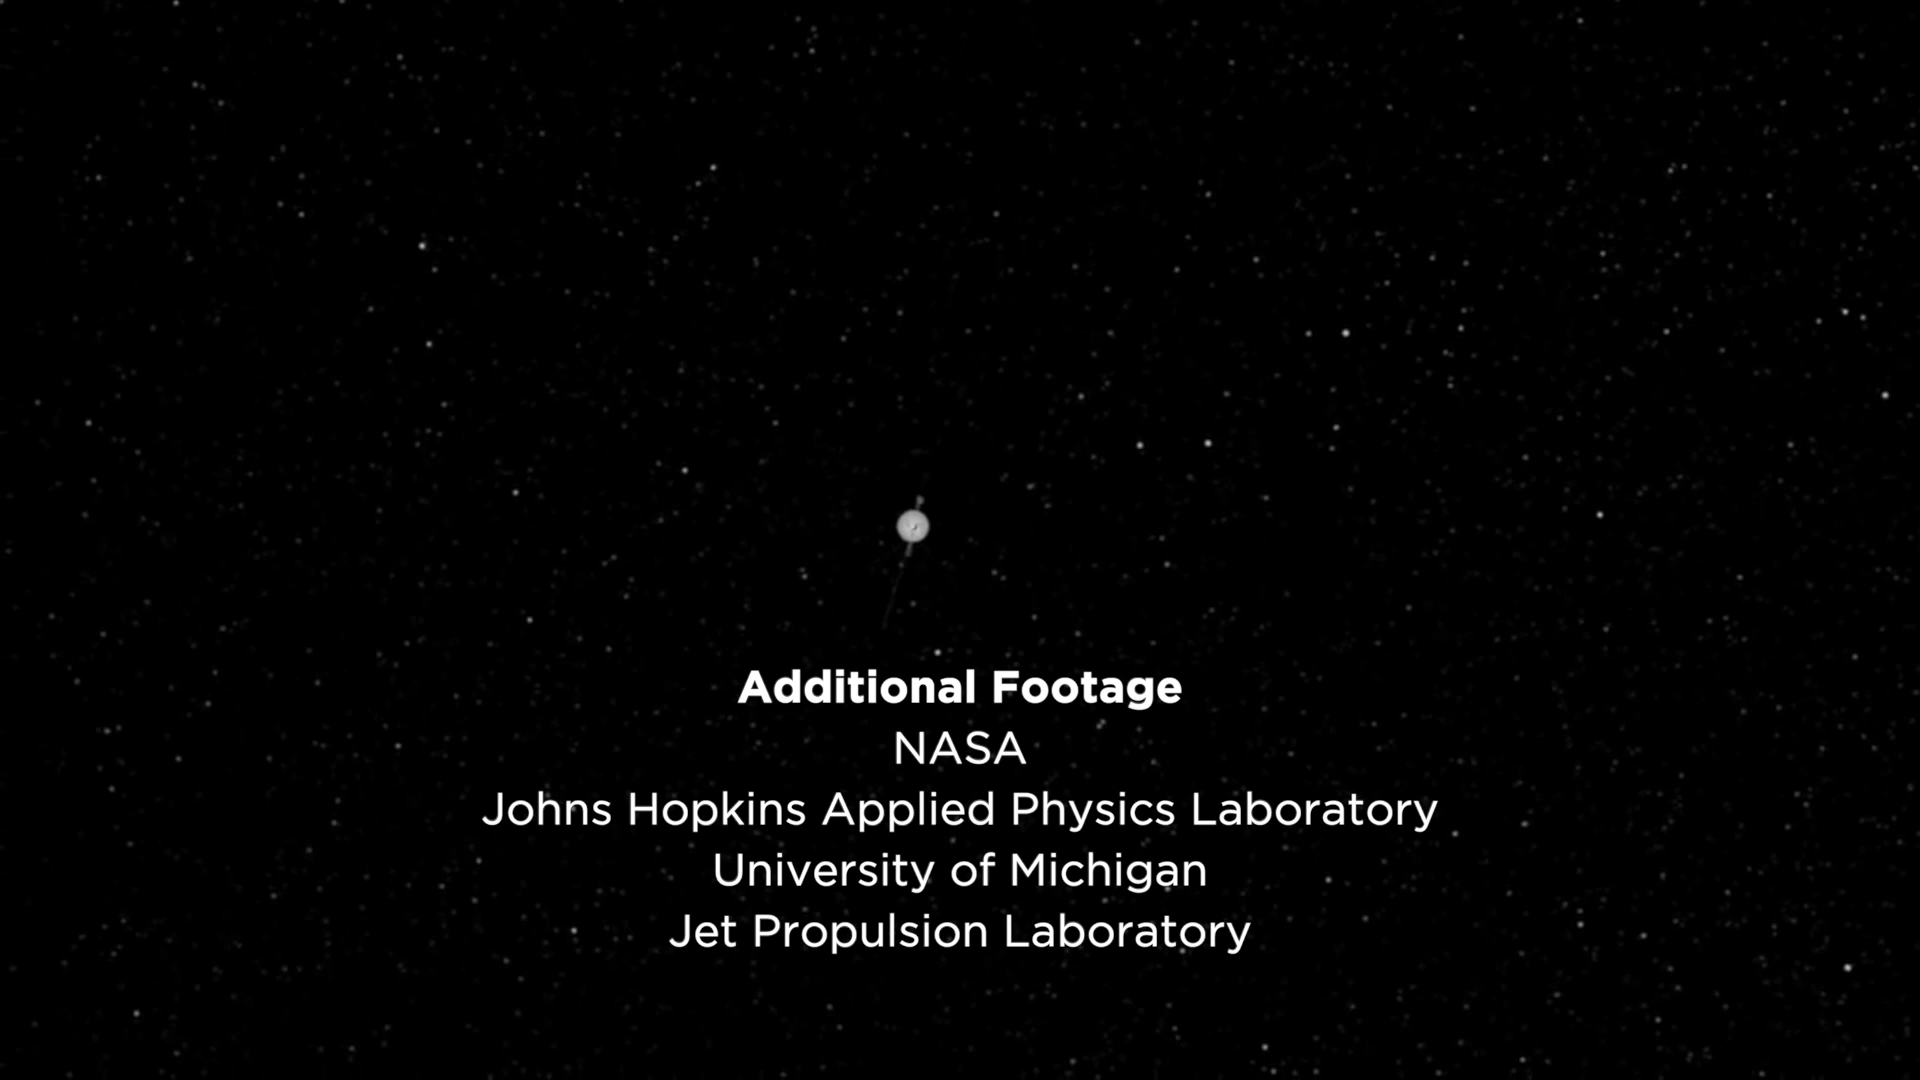 Additional Footage
NASA
Johns Hopkins Applied Physics Laboratory
University of Michigan
Jet Propulsion Laboratory